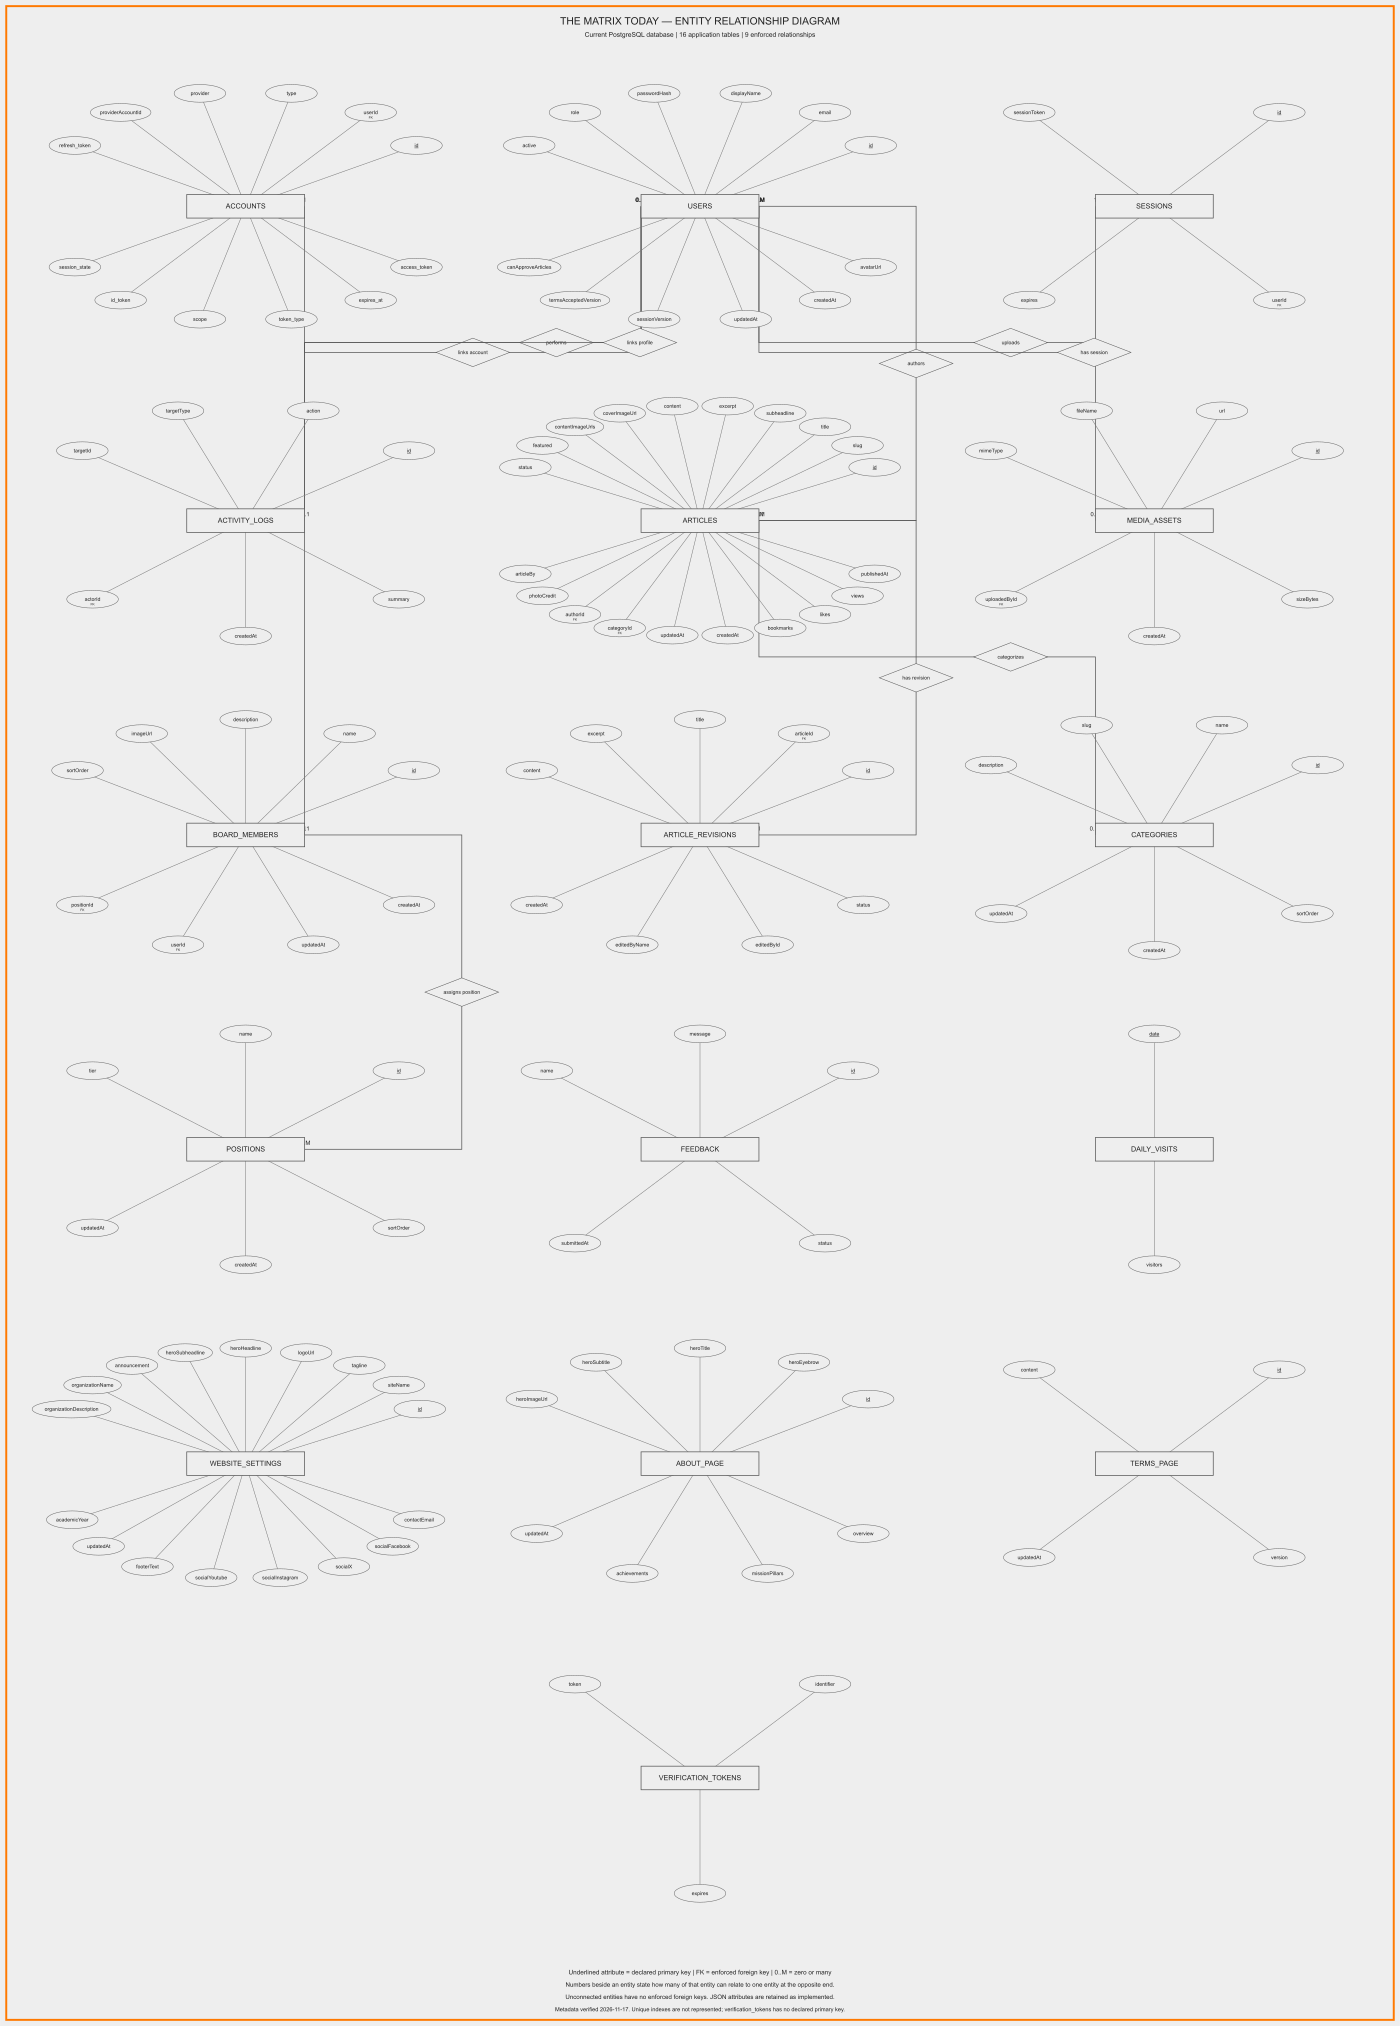 THE MATRIX TODAY — ENTITY RELATIONSHIP DIAGRAM
Current PostgreSQL database | 16 application tables | 9 enforced relationships
provider
type
providerAccountId
userId
FK
refresh_token
id
ACCOUNTS
session_state
access_token
id_token
expires_at
scope
token_type
passwordHash
displayName
role
email
active
id
USERS
canApproveArticles
avatarUrl
termsAcceptedVersion
createdAt
sessionVersion
updatedAt
sessionToken
id
SESSIONS
expires
userId
FK
performs
links profile
links account
uploads
has session
authors
targetType
action
targetId
id
ACTIVITY_LOGS
actorId
FK
summary
createdAt
content
excerpt
coverImageUrl
subheadline
contentImageUrls
title
featured
slug
status
id
ARTICLES
articleBy
publishedAt
photoCredit
views
authorId
FK
likes
categoryId
FK
bookmarks
updatedAt
createdAt
fileName
url
mimeType
id
MEDIA_ASSETS
uploadedById
FK
sizeBytes
createdAt
categorizes
has revision
description
imageUrl
name
sortOrder
id
BOARD_MEMBERS
positionId
FK
createdAt
userId
FK
updatedAt
title
excerpt
articleId
FK
content
id
ARTICLE_REVISIONS
createdAt
status
editedByName
editedById
slug
name
description
id
CATEGORIES
updatedAt
sortOrder
createdAt
assigns position
name
tier
id
POSITIONS
M
updatedAt
sortOrder
createdAt
message
name
id
FEEDBACK
submittedAt
status
date
DAILY_VISITS
visitors
heroHeadline
heroSubheadline
logoUrl
announcement
tagline
organizationName
siteName
organizationDescription
id
WEBSITE_SETTINGS
academicYear
contactEmail
updatedAt
socialFacebook
footerText
socialX
socialYoutube
socialInstagram
heroTitle
heroSubtitle
heroEyebrow
heroImageUrl
id
ABOUT_PAGE
updatedAt
overview
achievements
missionPillars
content
id
TERMS_PAGE
updatedAt
version
token
identifier
VERIFICATION_TOKENS
expires
Underlined attribute = declared primary key | FK = enforced foreign key | 0..M = zero or many
Numbers beside an entity state how many of that entity can relate to one entity at the opposite end.
Unconnected entities have no enforced foreign keys. JSON attributes are retained as implemented.
Metadata verified 2026-11-17. Unique indexes are not represented; verification_tokens has no declared primary key.